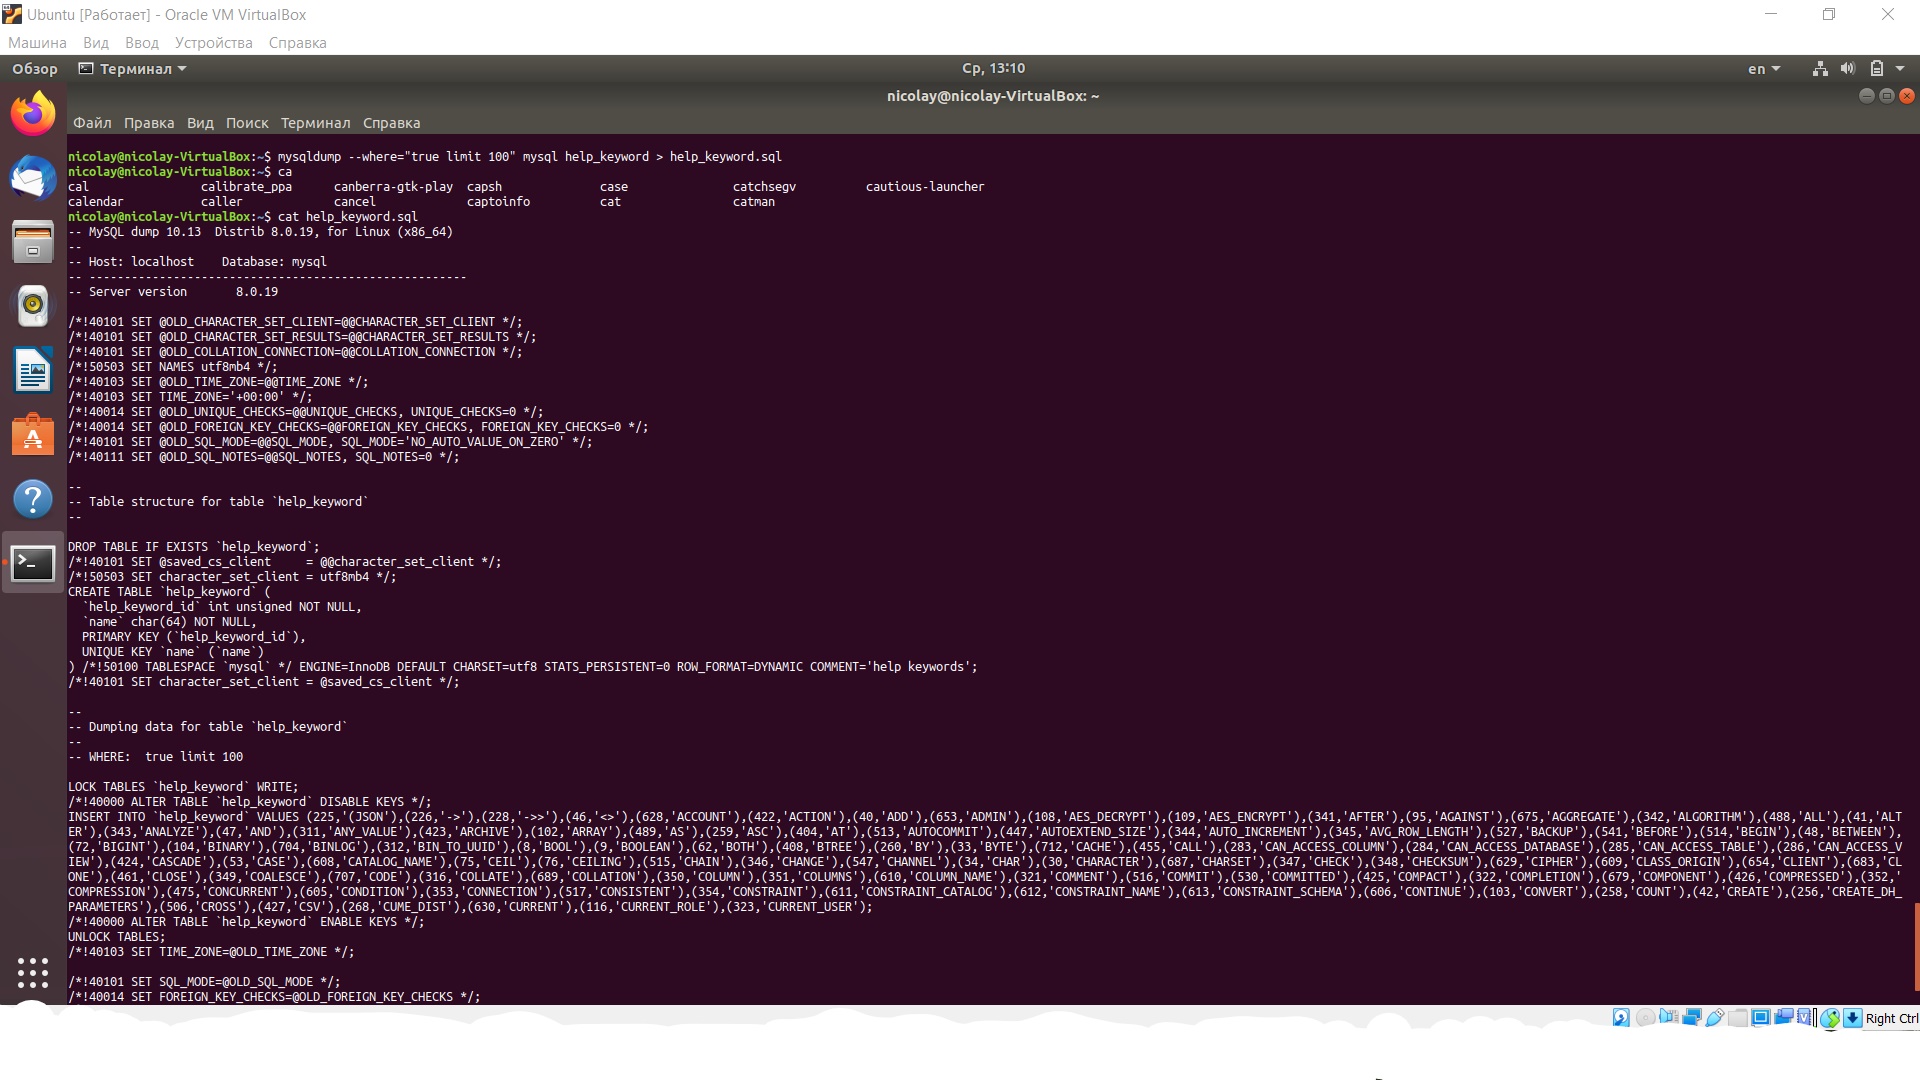 Ubuntu [Работает] - Oracle VM VirtualBox
Машина Вид Ввод Устройства Справка
Обзор Терминал Ср, 13:10 en
nicolay@nicolay-VirtualBox: ~
Файл Правка Вид Поиск Терминал Справка
nicolay@nicolay-VirtualBox:~$ mysqldump --where="true limit 100" mysql help_keyword > help_keyword.sql
nicolay@nicolay-VirtualBox:~$ ca
cal calibrate_ppa canberra-gtk-play capsh case catchsegv cautious-launcher
calendar caller cancel captoinfo cat catman
nicolay@nicolay-VirtualBox:~$ cat help_keyword.sql
-- MySQL dump 10.13  Distrib 8.0.19, for Linux (x86_64)
--
-- Host: localhost    Database: mysql
-- ------------------------------------------------------
-- Server version       8.0.19
/*!40101 SET @OLD_CHARACTER_SET_CLIENT=@@CHARACTER_SET_CLIENT */;
/*!40101 SET @OLD_CHARACTER_SET_RESULTS=@@CHARACTER_SET_RESULTS */;
/*!40101 SET @OLD_COLLATION_CONNECTION=@@COLLATION_CONNECTION */;
/*!50503 SET NAMES utf8mb4 */;
/*!40103 SET @OLD_TIME_ZONE=@@TIME_ZONE */;
/*!40103 SET TIME_ZONE='+00:00' */;
/*!40014 SET @OLD_UNIQUE_CHECKS=@@UNIQUE_CHECKS, UNIQUE_CHECKS=0 */;
/*!40014 SET @OLD_FOREIGN_KEY_CHECKS=@@FOREIGN_KEY_CHECKS, FOREIGN_KEY_CHECKS=0 */;
/*!40101 SET @OLD_SQL_MODE=@@SQL_MODE, SQL_MODE='NO_AUTO_VALUE_ON_ZERO' */;
/*!40111 SET @OLD_SQL_NOTES=@@SQL_NOTES, SQL_NOTES=0 */;
--
-- Table structure for table `help_keyword`
--
DROP TABLE IF EXISTS `help_keyword`;
/*!40101 SET @saved_cs_client     = @@character_set_client */;
/*!50503 SET character_set_client = utf8mb4 */;
CREATE TABLE `help_keyword` (
  `help_keyword_id` int unsigned NOT NULL,
  `name` char(64) NOT NULL,
  PRIMARY KEY (`help_keyword_id`),
  UNIQUE KEY `name` (`name`)
) /*!50100 TABLESPACE `mysql` */ ENGINE=InnoDB DEFAULT CHARSET=utf8 STATS_PERSISTENT=0 ROW_FORMAT=DYNAMIC COMMENT='help keywords';
/*!40101 SET character_set_client = @saved_cs_client */;
--
-- Dumping data for table `help_keyword`
--
-- WHERE:  true limit 100
LOCK TABLES `help_keyword` WRITE;
/*!40000 ALTER TABLE `help_keyword` DISABLE KEYS */;
INSERT INTO `help_keyword` VALUES (225,'(JSON'),(226,'->'),(228,'->>'),(46,'<>'),(628,'ACCOUNT'),(422,'ACTION'),(40,'ADD'),(653,'ADMIN'),(108,'AES_DECRYPT'),(109,'AES_ENCRYPT'),(341,'AFTER'),(95,'AGAINST'),(675,'AGGREGATE'),(342,'ALGORITHM'),(488,'ALL'),(41,'ALT
ER'),(343,'ANALYZE'),(47,'AND'),(311,'ANY_VALUE'),(423,'ARCHIVE'),(102,'ARRAY'),(489,'AS'),(259,'ASC'),(404,'AT'),(513,'AUTOCOMMIT'),(447,'AUTOEXTEND_SIZE'),(344,'AUTO_INCREMENT'),(345,'AVG_ROW_LENGTH'),(527,'BACKUP'),(541,'BEFORE'),(514,'BEGIN'),(48,'BETWEEN'),
(72,'BIGINT'),(104,'BINARY'),(704,'BINLOG'),(312,'BIN_TO_UUID'),(8,'BOOL'),(9,'BOOLEAN'),(62,'BOTH'),(408,'BTREE'),(260,'BY'),(33,'BYTE'),(712,'CACHE'),(455,'CALL'),(283,'CAN_ACCESS_COLUMN'),(284,'CAN_ACCESS_DATABASE'),(285,'CAN_ACCESS_TABLE'),(286,'CAN_ACCESS_V
IEW'),(424,'CASCADE'),(53,'CASE'),(608,'CATALOG_NAME'),(75,'CEIL'),(76,'CEILING'),(515,'CHAIN'),(346,'CHANGE'),(547,'CHANNEL'),(34,'CHAR'),(30,'CHARACTER'),(687,'CHARSET'),(347,'CHECK'),(348,'CHECKSUM'),(629,'CIPHER'),(609,'CLASS_ORIGIN'),(654,'CLIENT'),(683,'CL
ONE'),(461,'CLOSE'),(349,'COALESCE'),(707,'CODE'),(316,'COLLATE'),(689,'COLLATION'),(350,'COLUMN'),(351,'COLUMNS'),(610,'COLUMN_NAME'),(321,'COMMENT'),(516,'COMMIT'),(530,'COMMITTED'),(425,'COMPACT'),(322,'COMPLETION'),(679,'COMPONENT'),(426,'COMPRESSED'),(352,'
COMPRESSION'),(475,'CONCURRENT'),(605,'CONDITION'),(353,'CONNECTION'),(517,'CONSISTENT'),(354,'CONSTRAINT'),(611,'CONSTRAINT_CATALOG'),(612,'CONSTRAINT_NAME'),(613,'CONSTRAINT_SCHEMA'),(606,'CONTINUE'),(103,'CONVERT'),(258,'COUNT'),(42,'CREATE'),(256,'CREATE_DH_
PARAMETERS'),(506,'CROSS'),(427,'CSV'),(268,'CUME_DIST'),(630,'CURRENT'),(116,'CURRENT_ROLE'),(323,'CURRENT_USER');
/*!40000 ALTER TABLE `help_keyword` ENABLE KEYS */;
UNLOCK TABLES;
/*!40103 SET TIME_ZONE=@OLD_TIME_ZONE */;
/*!40101 SET SQL_MODE=@OLD_SQL_MODE */;
/*!40014 SET FOREIGN_KEY_CHECKS=@OLD_FOREIGN_KEY_CHECKS */;
Right Ctrl